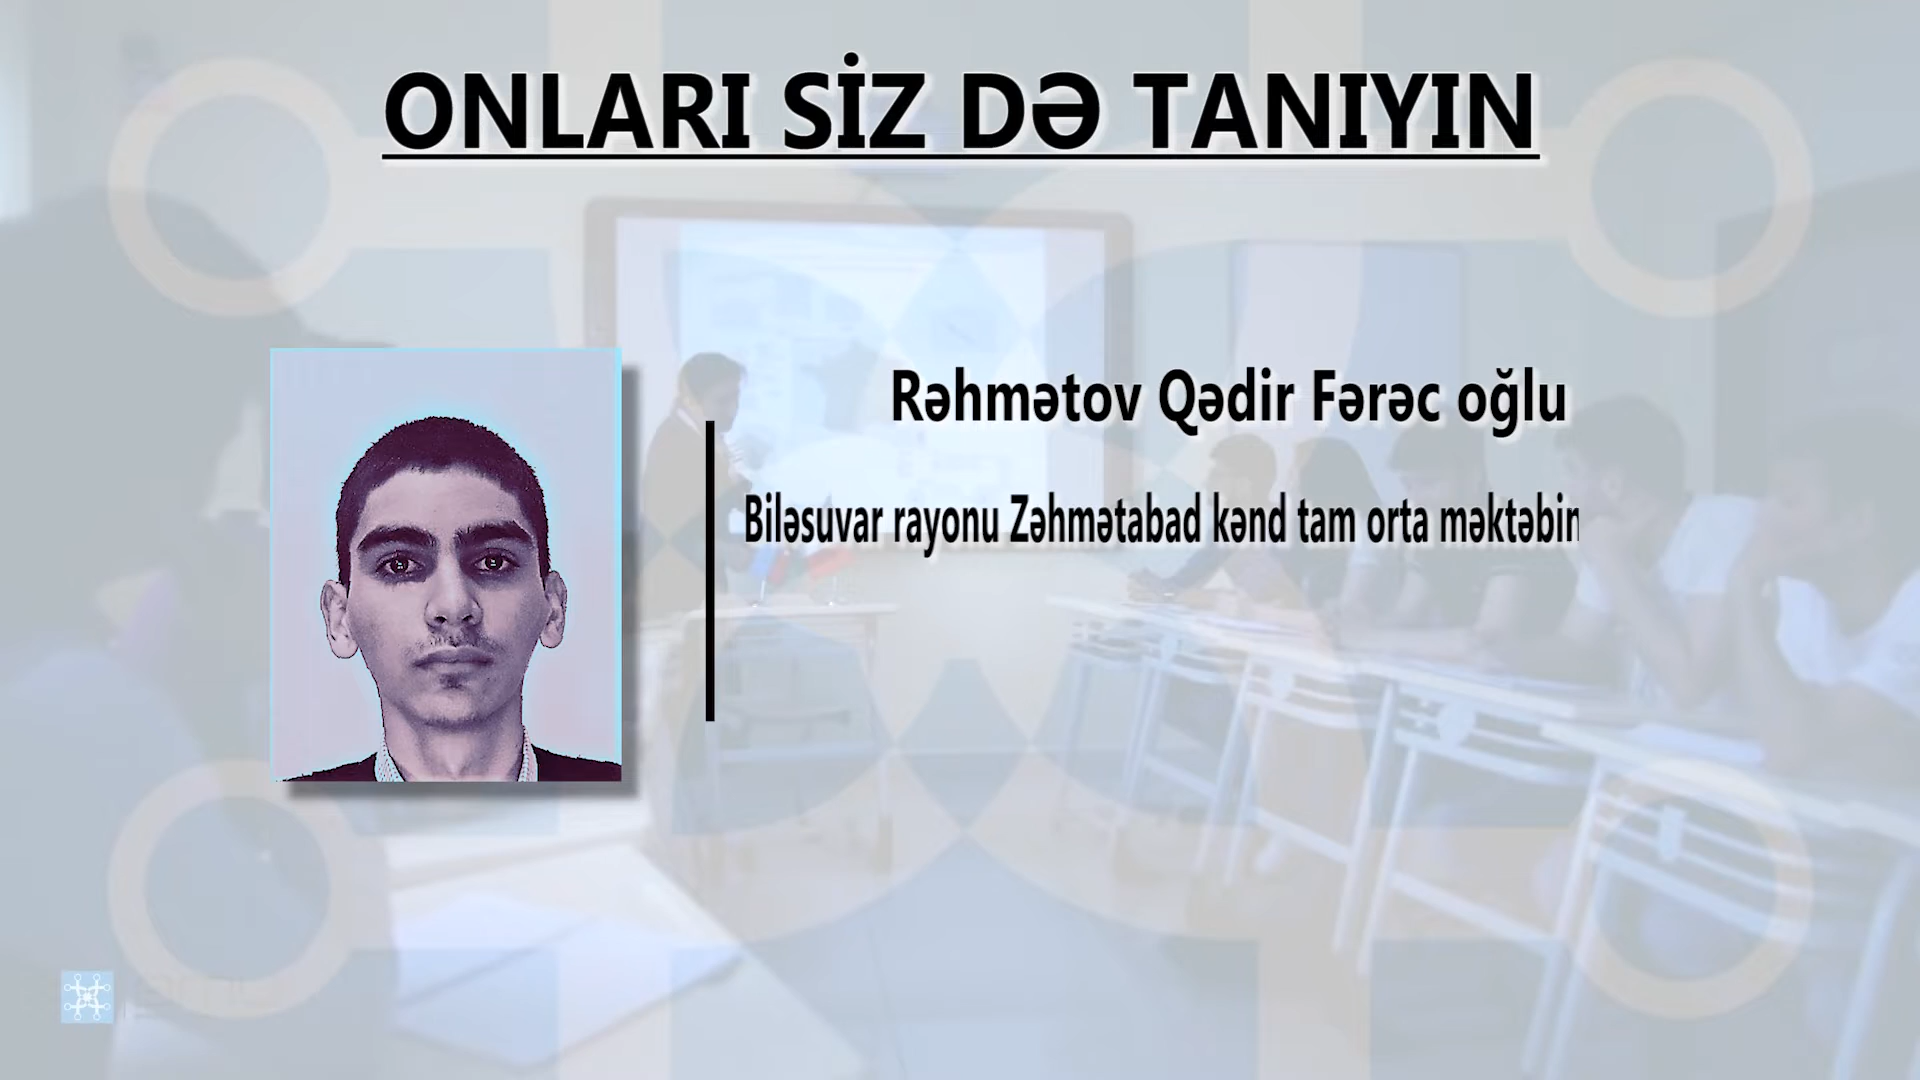 ONLARI SİZ DƏ TANIYIN
Rəhmətov Qədir Fərəc oğlu
Biləsuvar rayonu Zəhmətabad kənd tam orta məktəbin